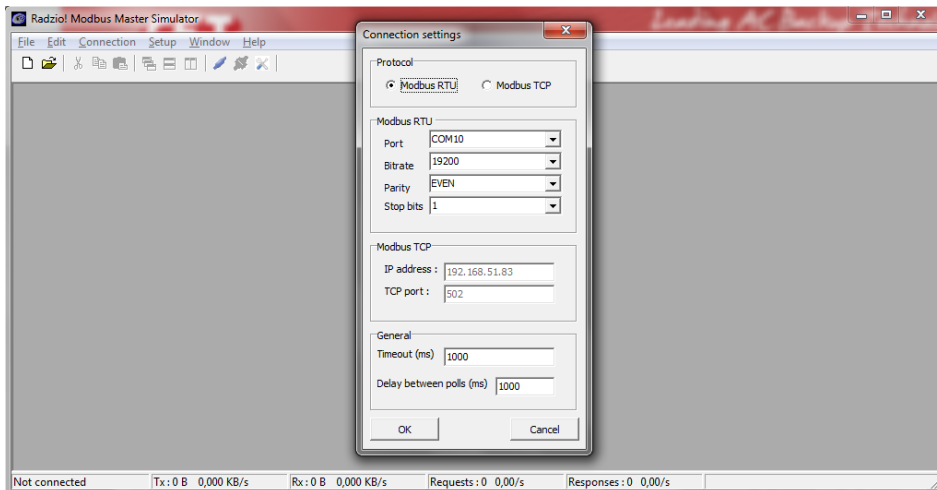 Radzio! Modbus Master Simulator
Leading AC Backup
File Edit Connection Setup Window Help
Connection settings
Protocol
Modbus RTU Modbus TCP
Modbus RTU
Port COM10
Bitrate 19200
Parity EVEN
Stop bits 1
Modbus TCP
IP address : 192.168.51.83
TCP port : 502
General
Timeout (ms) 1000
Delay between polls (ms) 1000
OK Cancel
Not connected Tx : 0 B 0,000 KB/s Rx : 0 B 0,000 KB/s Requests : 0 0,00/s Responses : 0 0,00/s